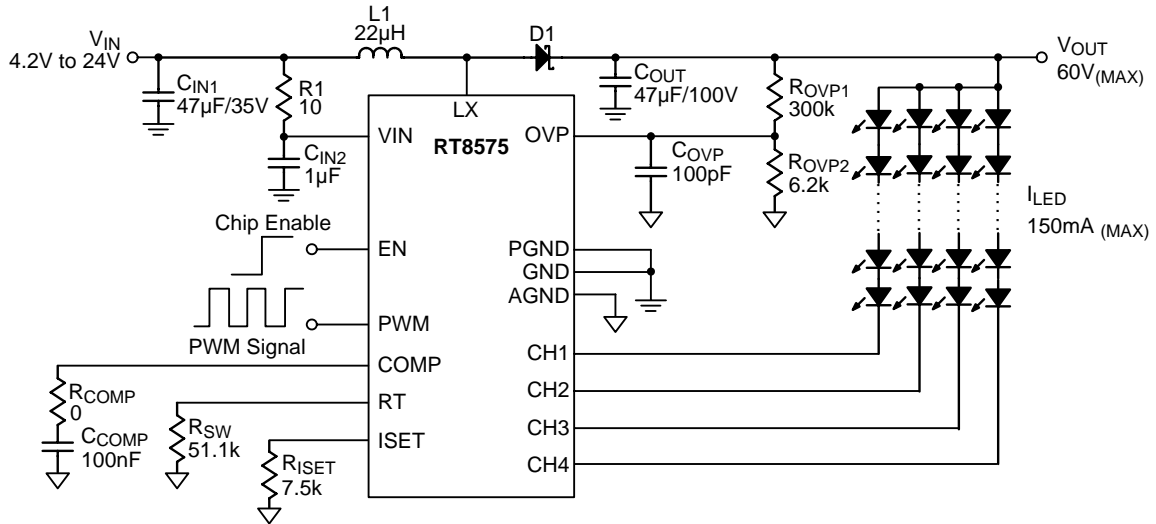 L1
22µH
D1
VIN
4.2V to 24V
VOUT
60V(MAX)
CIN1
47µF/35V
R1
10
COUT
47µF/100V
ROVP1
300k
LX
VIN
RT8575
OVP
CIN2
1µF
COVP
100pF
ROVP2
6.2k
ILED
150mA (MAX)
Chip Enable
EN
PGND
GND
AGND
PWM
PWM Signal
COMP
CH1
RCOMP
0
RT
CH2
CCOMP
100nF
RSW
51.1k
ISET
CH3
RISET
7.5k
CH4